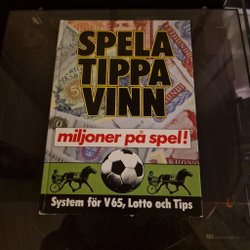 SPELA
TIPPA
VINN
miljoner på spel!
System för V65, Lotto och Tips